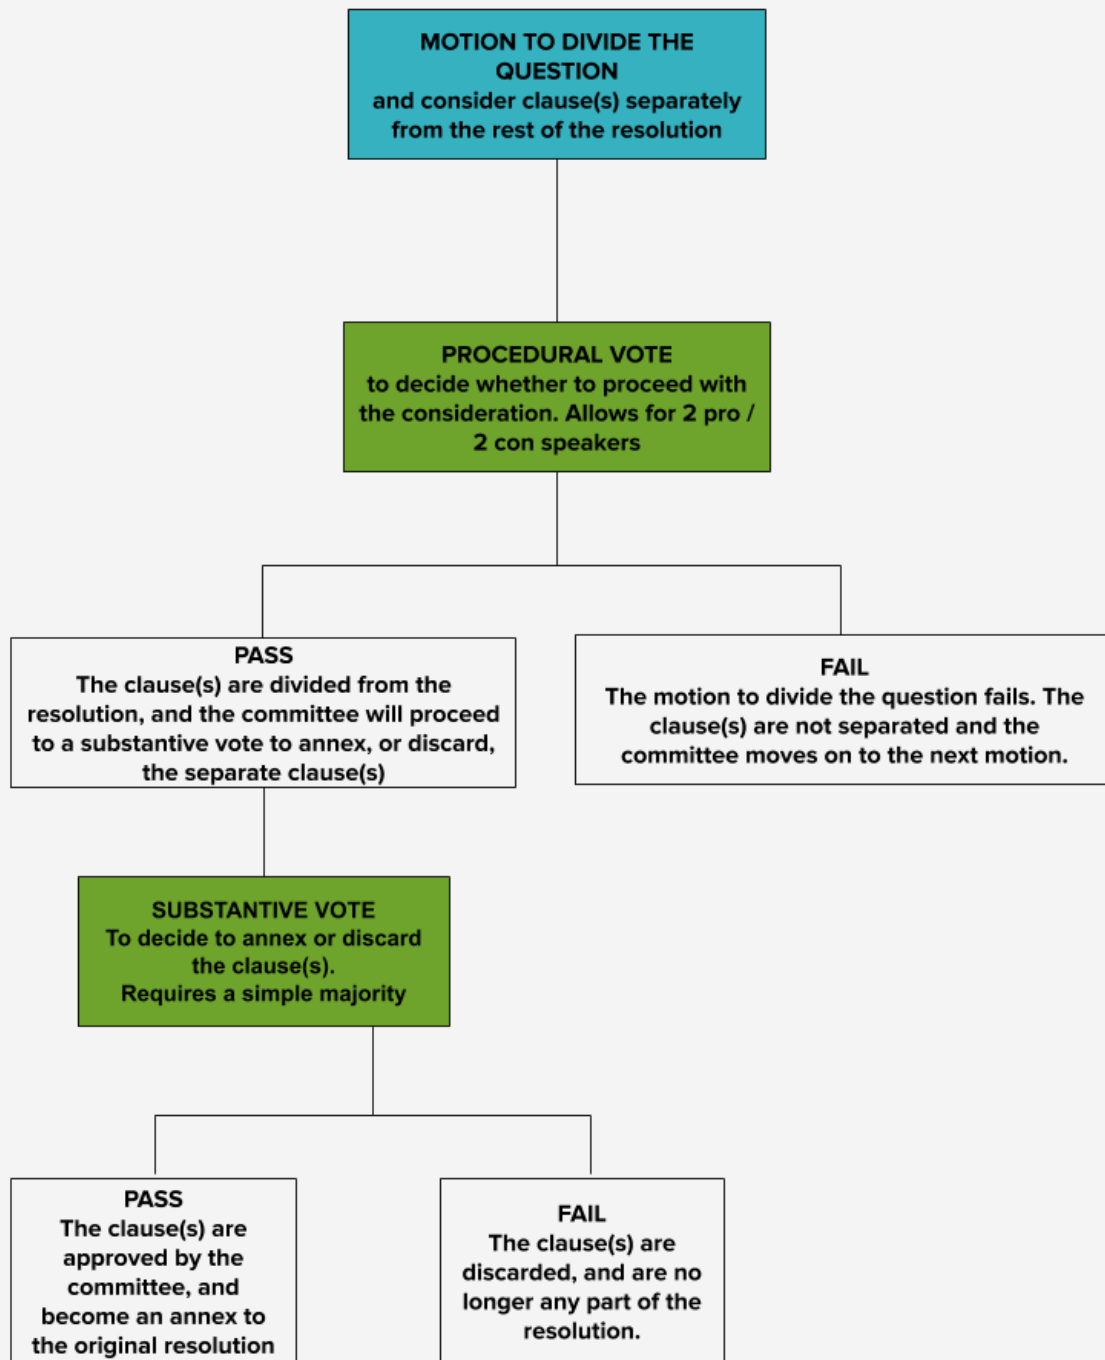 MOTION TO DIVIDE THE
QUESTION
and consider clause(s) separately
from the rest of the resolution
PROCEDURAL VOTE
to decide whether to proceed with
the consideration. Allows for 2 pro /
2 con speakers
PASS
The clause(s) are divided from the
resolution, and the committee will proceed
to a substantive vote to annex, or discard,
the separate clause(s)
FAIL
The motion to divide the question fails. The
clause(s) are not separated and the
committee moves on to the next motion.
SUBSTANTIVE VOTE
To decide to annex or discard
the clause(s).
Requires a simple majority
PASS
The clause(s) are
approved by the
committee, and
become an annex to
the original resolution
FAIL
The clause(s) are
discarded, and are no
longer any part of the
resolution.